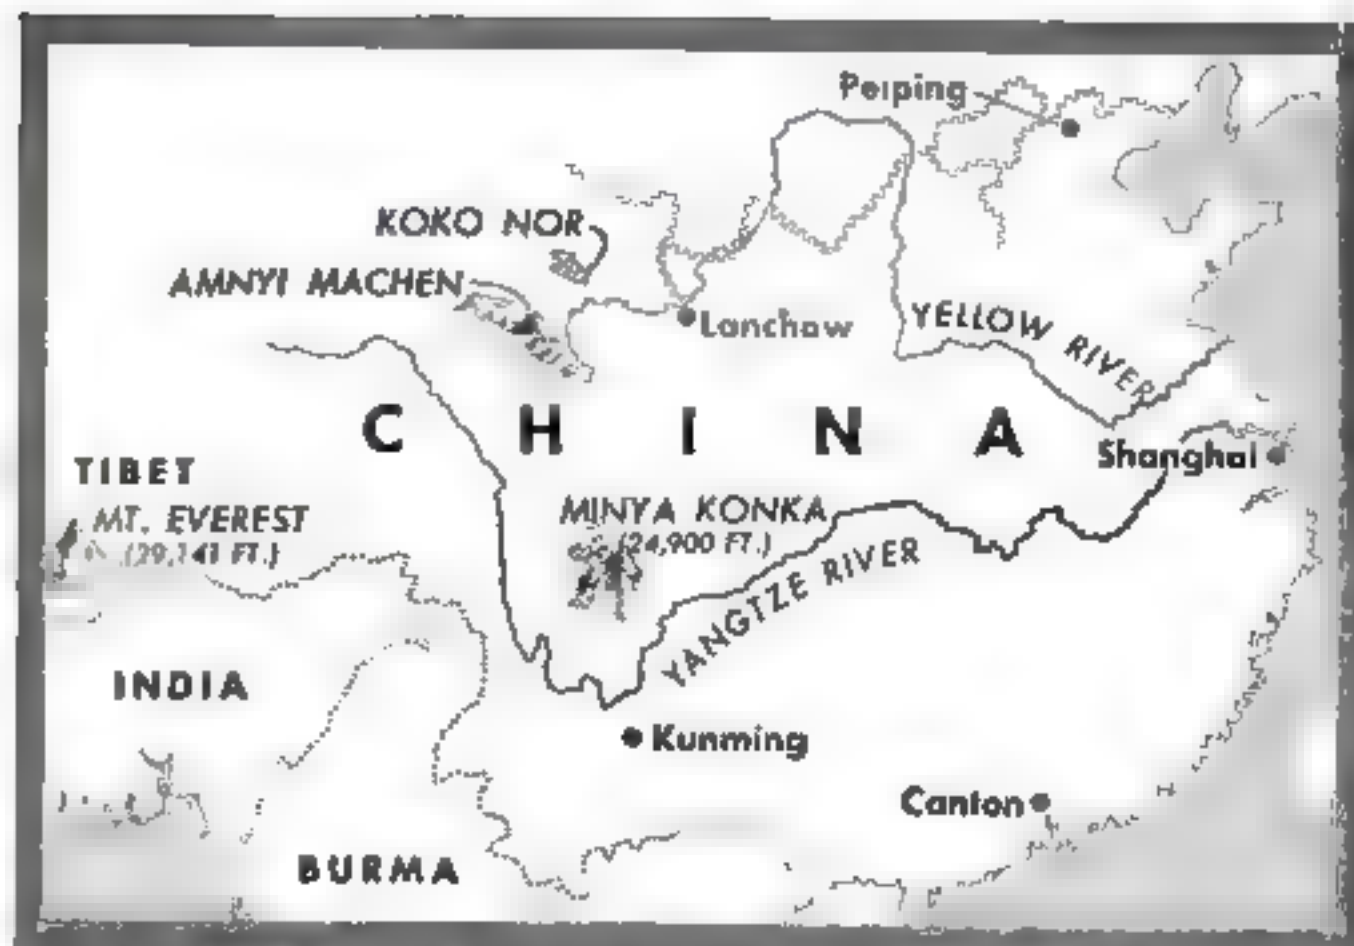 Peiping
KOKO NOR
AMNYI MACHEN
Lanchow
YELLOW RIVER
CHINA
Shanghai
TIBET
MT. EVEREST
(29,141 FT.)
MINYA KONKA
(24,900 FT.)
YANGTZE RIVER
INDIA
Kunming
Canton
BURMA